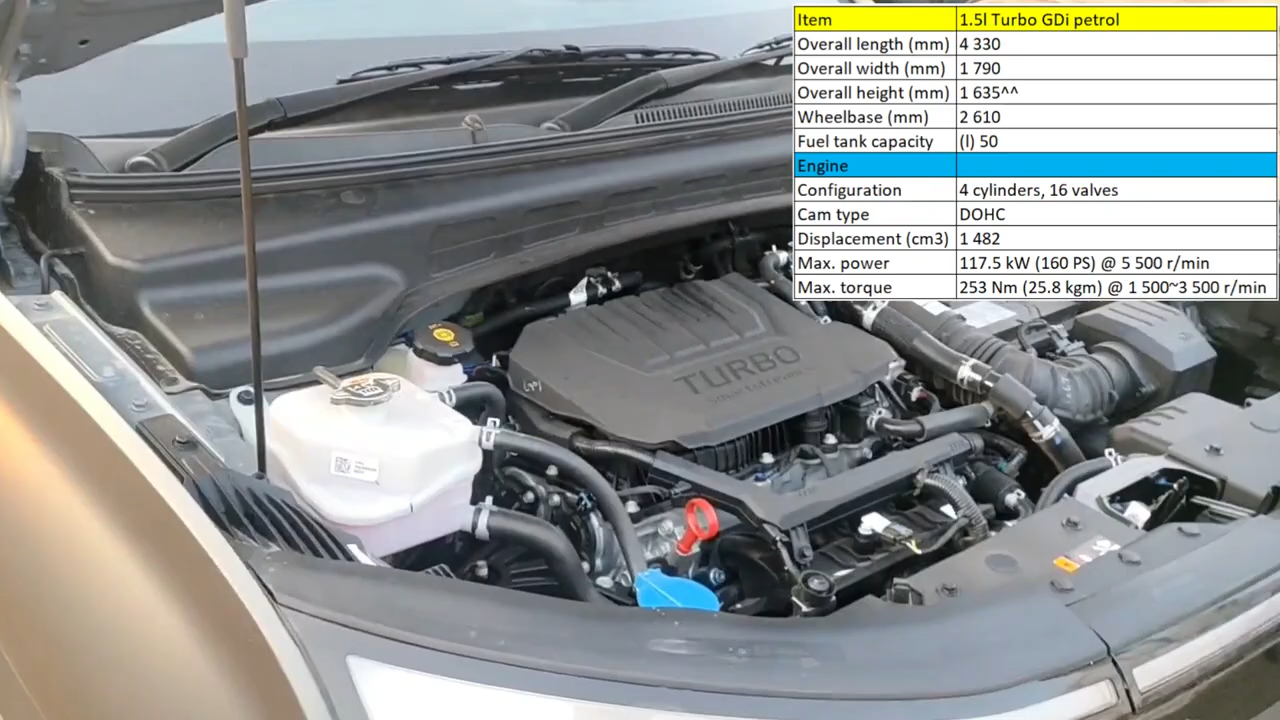 Item 1.5l Turbo GDi petrol
Overall length (mm) 4 330
Overall width (mm) 1 790
Overall height (mm) 1 635^^
Wheelbase (mm) 2 610
Fuel tank capacity (l) 50
Engine
Configuration 4 cylinders, 16 valves
Cam type DOHC
Displacement (cm3) 1 482
Max. power 117.5 kW (160 PS) @ 5 500 r/min
Max. torque 253 Nm (25.8 kgm) @ 1 500~3 500 r/min
TURBO
Smartstream